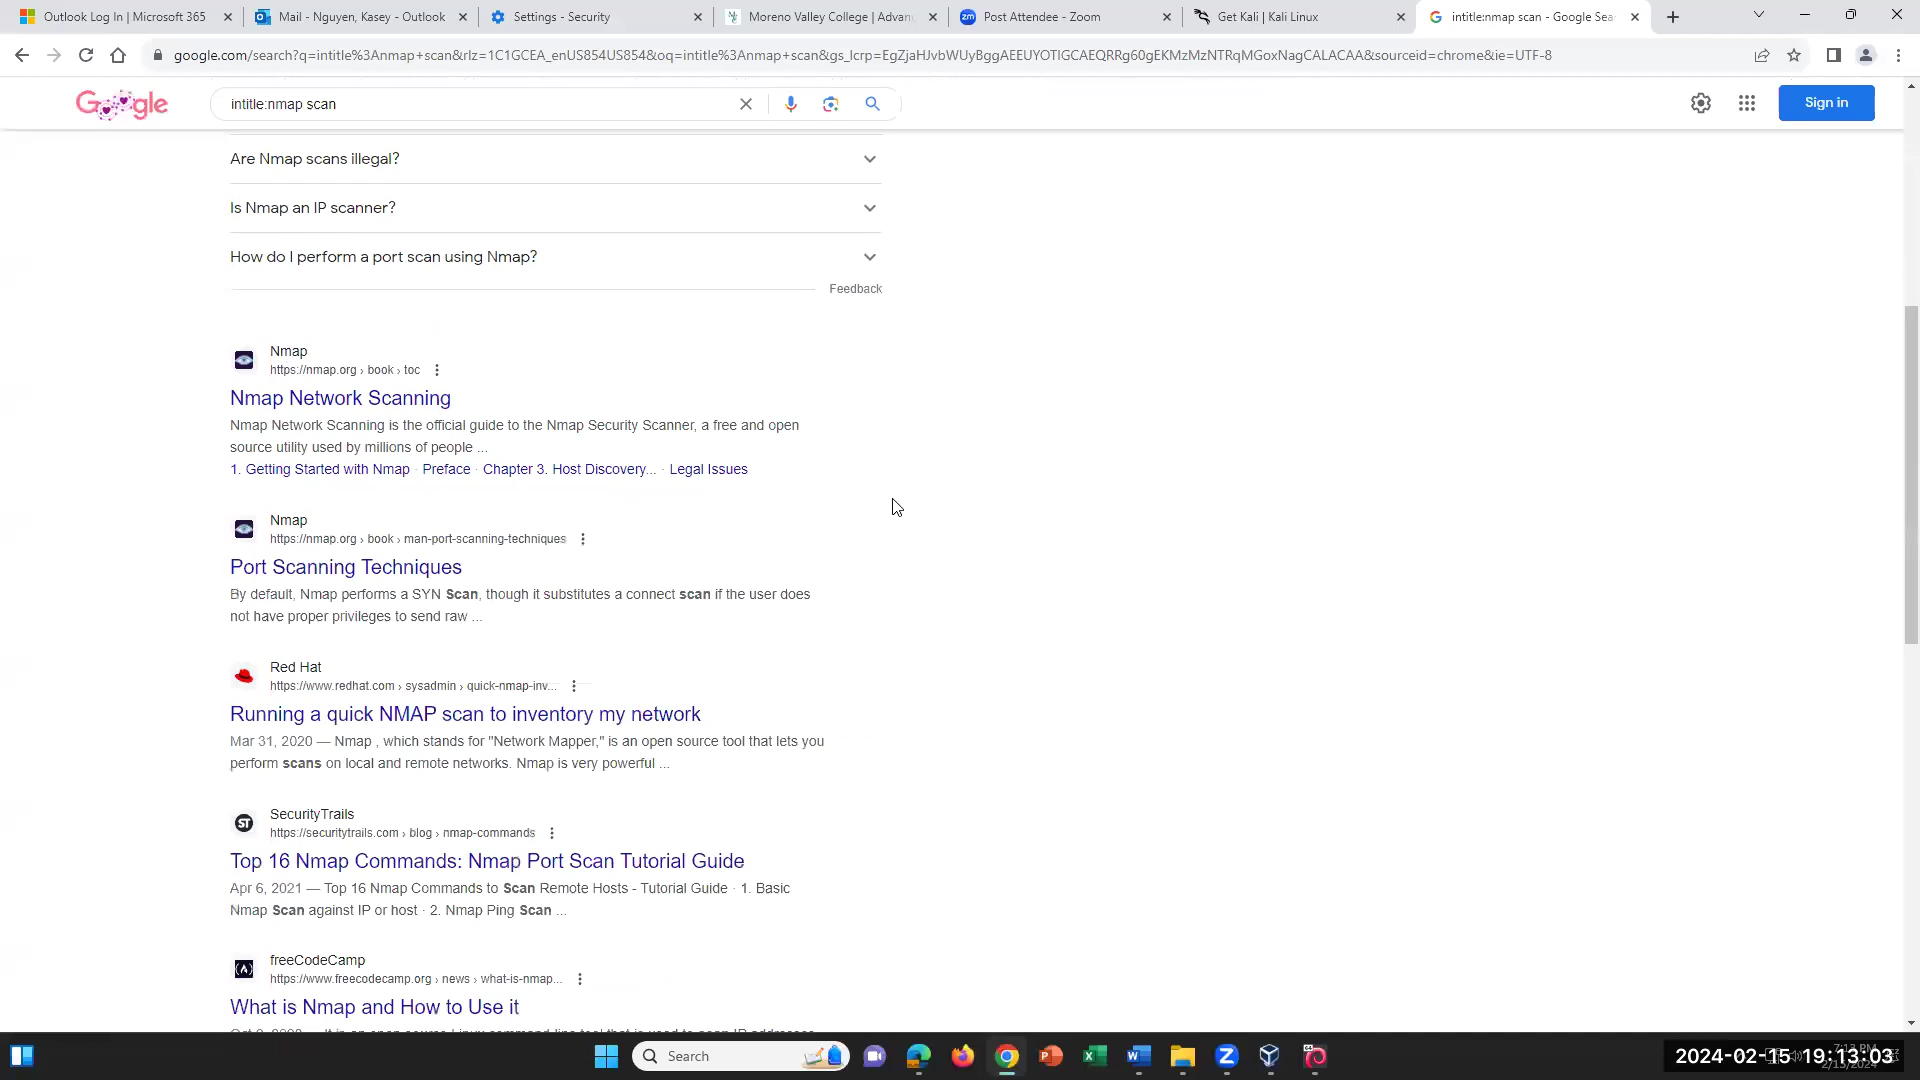 Outlook Log In | Microsoft 365
Mail - Nguyen, Kasey - Outlook
Settings - Security
Moreno Valley College | Advan
Post Attendee - Zoom
Get Kali | Kali Linux
intitle:nmap scan - Google Sea
google.com/search?q=intitle%3Anmap+scan&rlz=1C1GCEA_enUS854US854&oq=intitle%3Anmap+scan&gs_lcrp=EgZjaHJvbWUyBggAEEUYOTIGCAEQRRg60gEKMzMzNTRqMGoxNagCALACAA&sourceid=chrome&ie=UTF-8
Google
intitle:nmap scan
Sign in
Are Nmap scans illegal?
Is Nmap an IP scanner?
How do I perform a port scan using Nmap?
Feedback
Nmap
https://nmap.org › book › toc
Nmap Network Scanning
Nmap Network Scanning is the official guide to the Nmap Security Scanner, a free and open
source utility used by millions of people ...
1. Getting Started with Nmap · Preface · Chapter 3. Host Discovery... · Legal Issues
Nmap
https://nmap.org › book › man-port-scanning-techniques
Port Scanning Techniques
By default, Nmap performs a SYN Scan, though it substitutes a connect scan if the user does
not have proper privileges to send raw ...
Red Hat
https://www.redhat.com › sysadmin › quick-nmap-inv...
Running a quick NMAP scan to inventory my network
Mar 31, 2020 — Nmap , which stands for "Network Mapper," is an open source tool that lets you
perform scans on local and remote networks. Nmap is very powerful ...
ST
SecurityTrails
https://securitytrails.com › blog › nmap-commands
Top 16 Nmap Commands: Nmap Port Scan Tutorial Guide
Apr 6, 2021 — Top 16 Nmap Commands to Scan Remote Hosts - Tutorial Guide · 1. Basic
Nmap Scan against IP or host · 2. Nmap Ping Scan ...
freeCodeCamp
https://www.freecodecamp.org › news › what-is-nmap...
What is Nmap and How to Use it
Search
2024-02-15 19:13:03